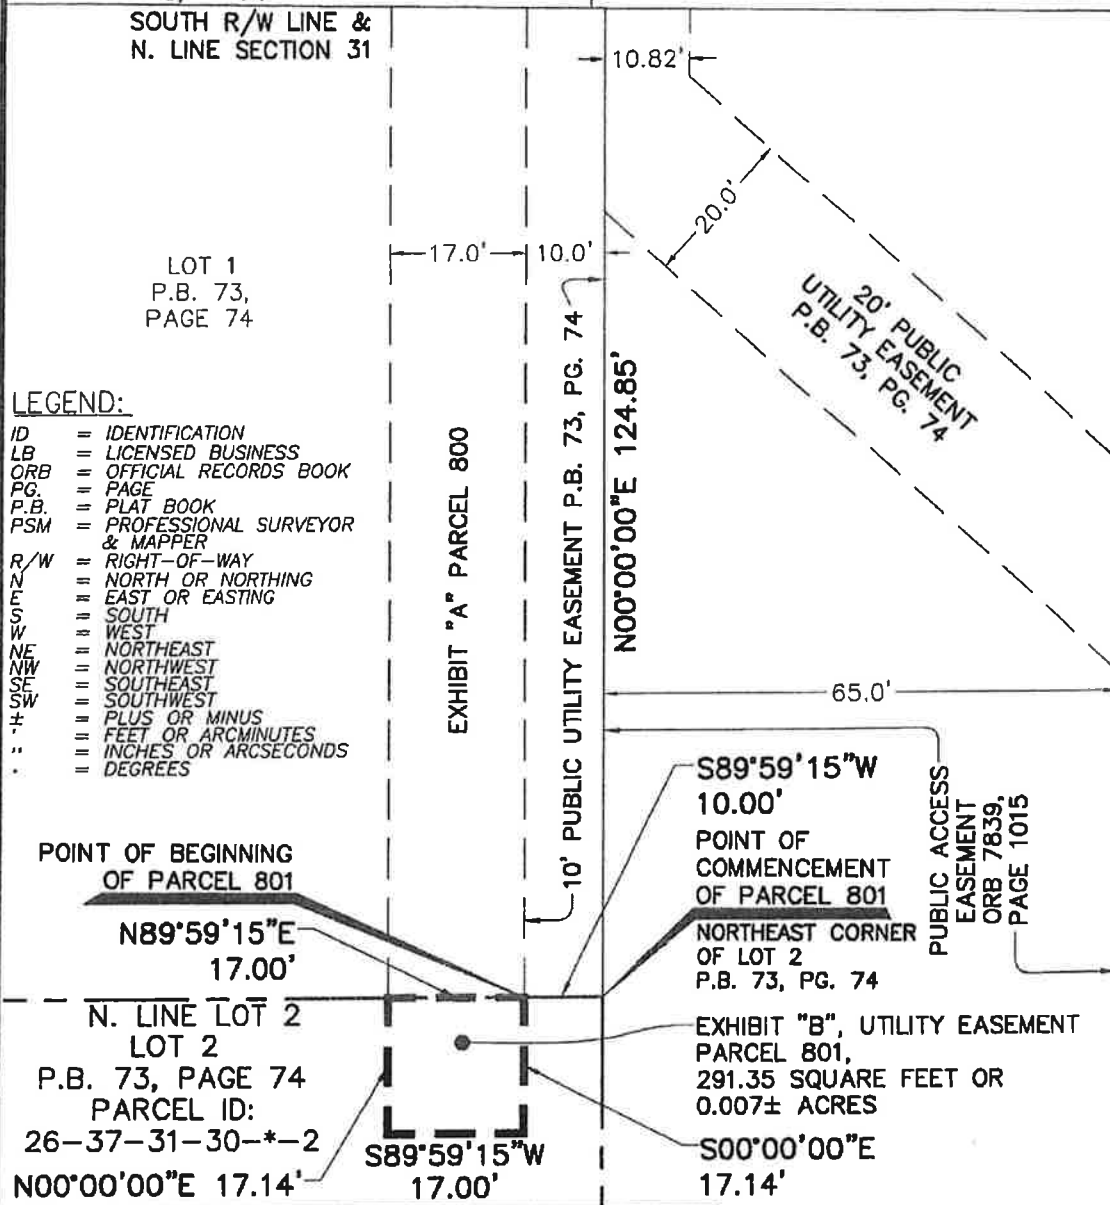 SOUTH R/W LINE &
N. LINE SECTION 31
10.82'
20.0'
17.0'
10.0'
LOT 1
P.B. 73,
PAGE 74
20' PUBLIC
UTILITY EASEMENT
P.B. 73, PG. 74
LEGEND:
ID = IDENTIFICATION
LB = LICENSED BUSINESS
ORB = OFFICIAL RECORDS BOOK
PG. = PAGE
P.B. = PLAT BOOK
PSM = PROFESSIONAL SURVEYOR
& MAPPER
R/W = RIGHT-OF-WAY
N = NORTH OR NORTHING
E = EAST OR EASTING
S = SOUTH
W = WEST
NE = NORTHEAST
NW = NORTHWEST
SE = SOUTHEAST
SW = SOUTHWEST
± = PLUS OR MINUS
' = FEET OR ARCMINUTES
" = INCHES OR ARCSECONDS
° = DEGREES
EXHIBIT "A" PARCEL 800
10' PUBLIC UTILITY EASEMENT P.B. 73, PG. 74
N00°00'00"E 124.85'
65.0'
S89°59'15"W
10.00'
PUBLIC ACCESS
EASEMENT
ORB 7839,
PAGE 1015
POINT OF BEGINNING
OF PARCEL 801
POINT OF
COMMENCEMENT
OF PARCEL 801
NORTHEAST CORNER
OF LOT 2
P.B. 73, PG. 74
N89°59'15"E
17.00'
N. LINE LOT 2
LOT 2
P.B. 73, PAGE 74
PARCEL ID:
26-37-31-30-*-2
EXHIBIT "B", UTILITY EASEMENT
PARCEL 801,
291.35 SQUARE FEET OR
0.007± ACRES
N00°00'00"E 17.14'
S89°59'15"W
17.00'
S00°00'00"E
17.14'